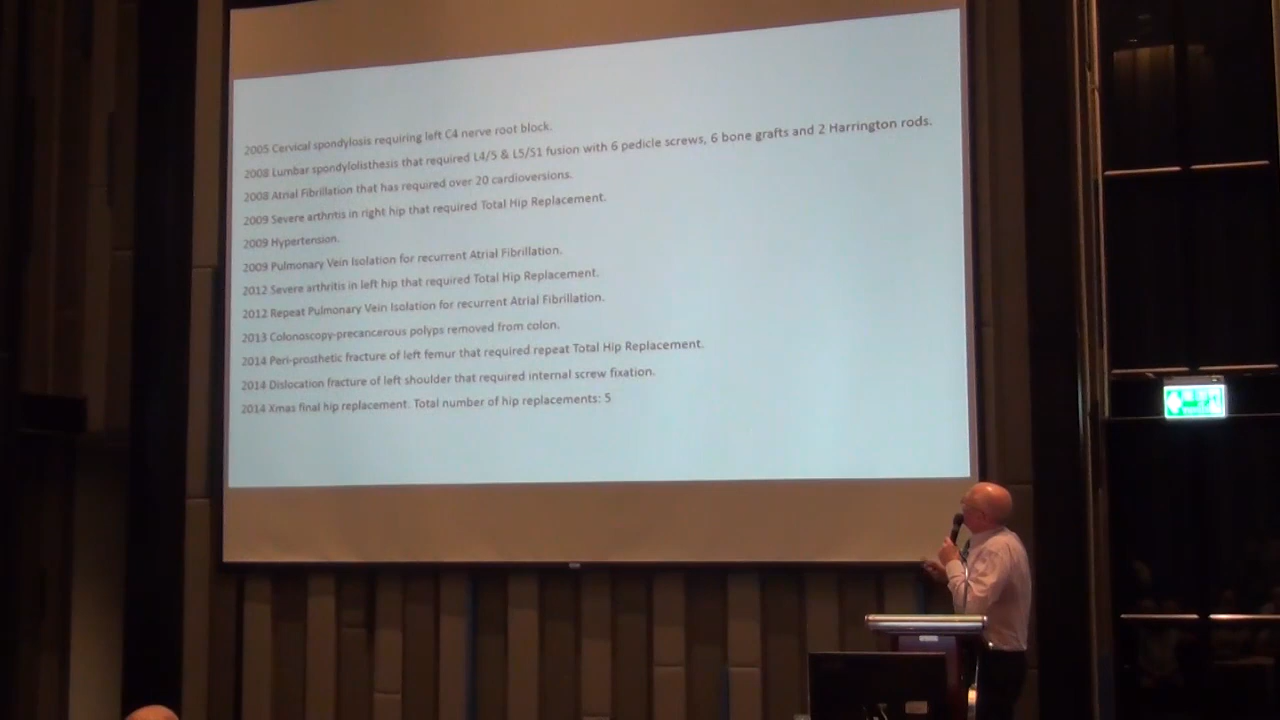 2005 Cervical spondylosis requiring left C4 nerve root block.
2008 Lumbar spondylolisthesis that required L4/5 & L5/S1 fusion with 6 pedicle screws, 6 bone grafts and 2 Harrington rods.
2008 Atrial Fibrillation that has required over 20 cardioversions.
2009 Severe arthritis in right hip that required Total Hip Replacement.
2009 Hypertension.
2009 Pulmonary Vein Isolation for recurrent Atrial Fibrillation.
2012 Severe arthritis in left hip that required Total Hip Replacement.
2012 Repeat Pulmonary Vein Isolation for recurrent Atrial Fibrillation.
2013 Colonoscopy-precancerous polyps removed from colon.
2014 Peri-prosthetic fracture of left femur that required repeat Total Hip Replacement.
2014 Dislocation fracture of left shoulder that required internal screw fixation.
2014 Xmas final hip replacement. Total number of hip replacements: 5